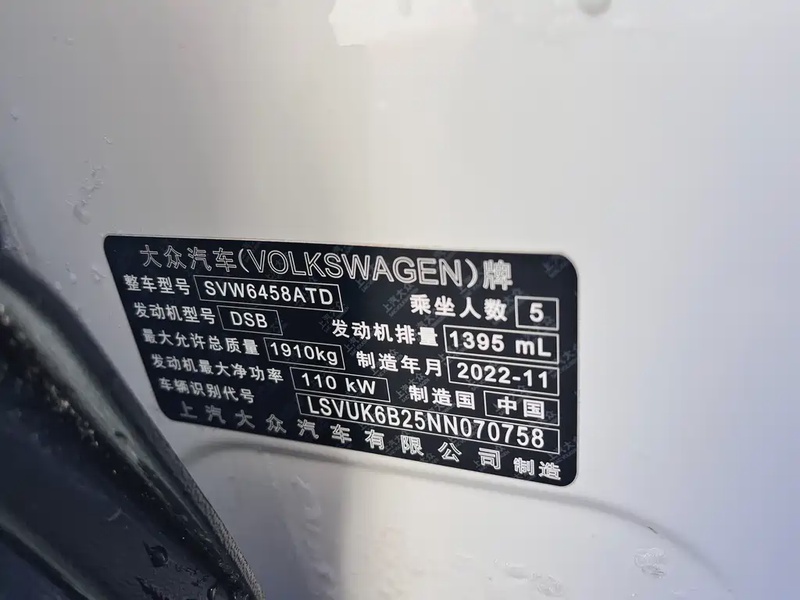 大众汽车(VOLKSWAGEN)牌
整车型号 SVW6458ATD 乘坐人数 5
发动机型号 DSB 发动机排量 1395 mL
最大允许总质量 1910kg 制造年月 2022-11
发动机最大净功率 110 kW 制造国 中国
车辆识别代号 LSVUK6B25NN070758
上汽大众汽车有限公司 制造